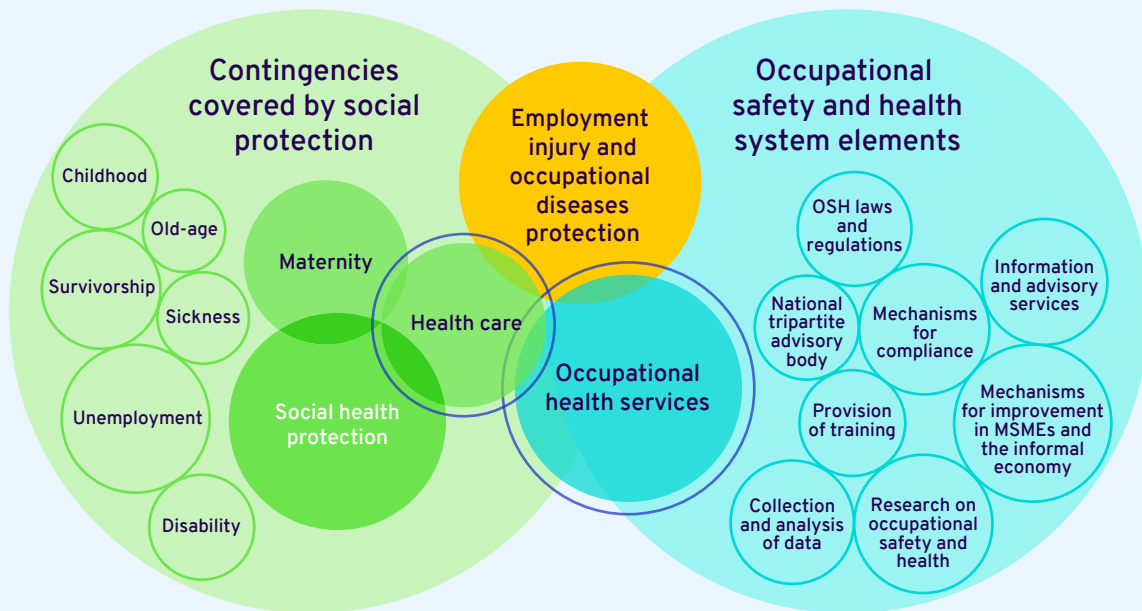 Contingencies
covered by social
protection
Childhood
Old-age
Survivorship
Sickness
Unemployment
Disability
Maternity
Health care
Social health
protection
Employment
injury and
occupational
diseases
protection
Occupational
health services
Occupational
safety and health
system elements
OSH laws and
regulations
Information
and advisory
services
National
tripartite
advisory
body
Mechanisms
for
compliance
Provision
of training
Mechanisms
for improvement
in MSMEs and
the informal
economy
Collection
and analysis
of data
Research on
occupational
safety and
health